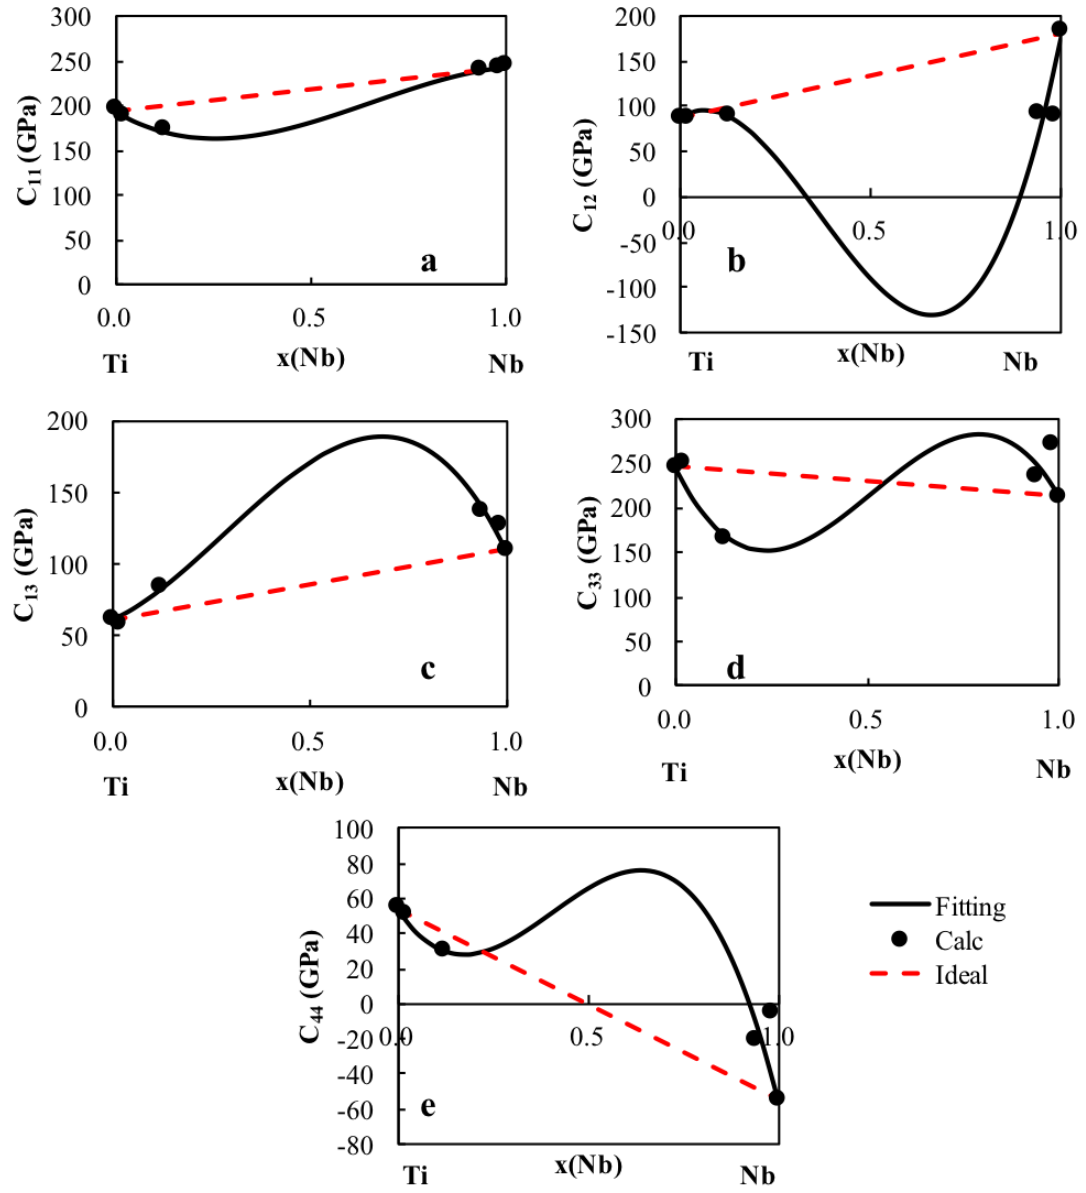 300
250
200
150
100
50
0
C11 (GPa)
a
0.0 0.5 1.0
Ti x(Nb) Nb
200
150
100
50
0
-50
-100
-150
C12 (GPa)
0.0 0.5 1.0
b
Ti x(Nb) Nb
200
150
100
50
0
C13 (GPa)
c
0.0 0.5 1.0
Ti x(Nb) Nb
300
250
200
150
100
50
0
C33 (GPa)
d
0.0 0.5 1.0
Ti x(Nb) Nb
100
80
60
40
20
0
-20
-40
-60
-80
C44 (GPa)
0.0 0.5 1.0
e
Ti x(Nb) Nb
Fitting
Calc
Ideal